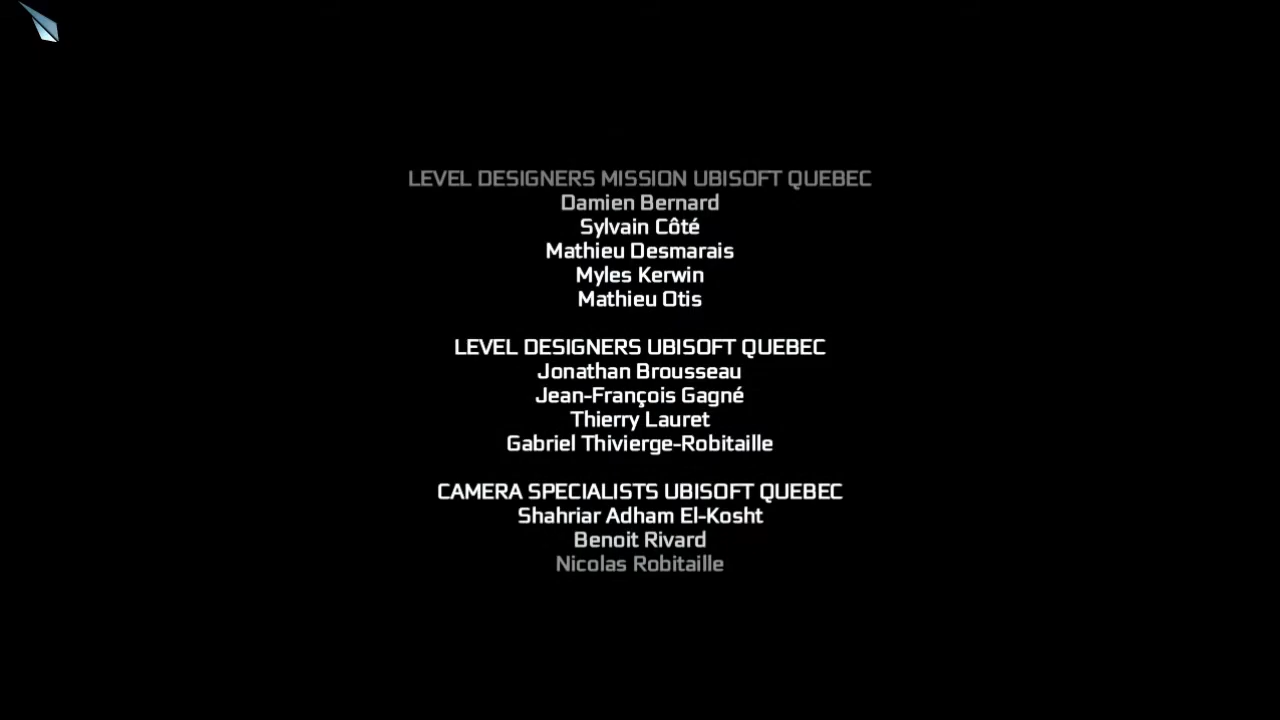 LEVEL DESIGNERS MISSION UBISOFT QUEBEC
Damien Bernard
Sylvain Côté
Mathieu Desmarais
Myles Kerwin
Mathieu Otis
LEVEL DESIGNERS UBISOFT QUEBEC
Jonathan Brousseau
Jean-François Gagné
Thierry Lauret
Gabriel Thivierge-Robitaille
CAMERA SPECIALISTS UBISOFT QUEBEC
Shahriar Adham El-Kosht
Benoit Rivard
Nicolas Robitaille